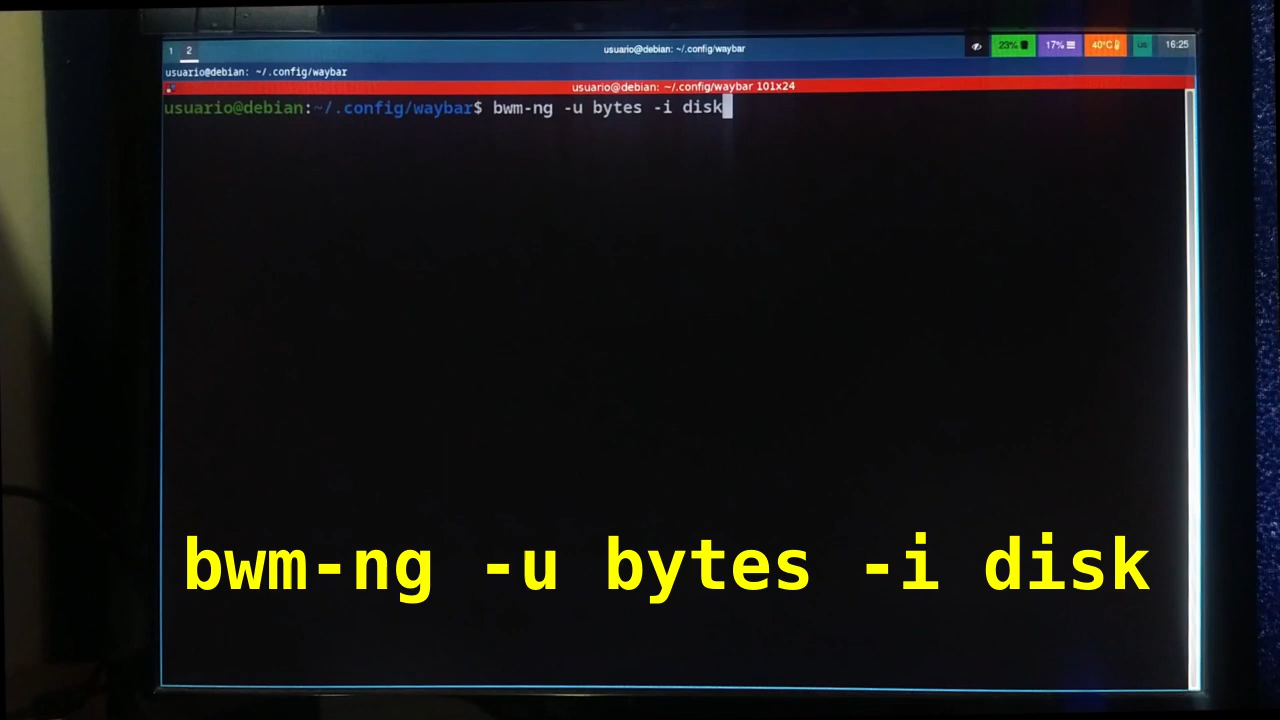 1 2 usuario@debian: ~/.config/waybar 23% 17% 40°C us 16:25
usuario@debian: ~/.config/waybar
usuario@debian: ~/.config/waybar 101x24
usuario@debian:~/.config/waybar$ bwm-ng -u bytes -i disk
bwm-ng -u bytes -i disk